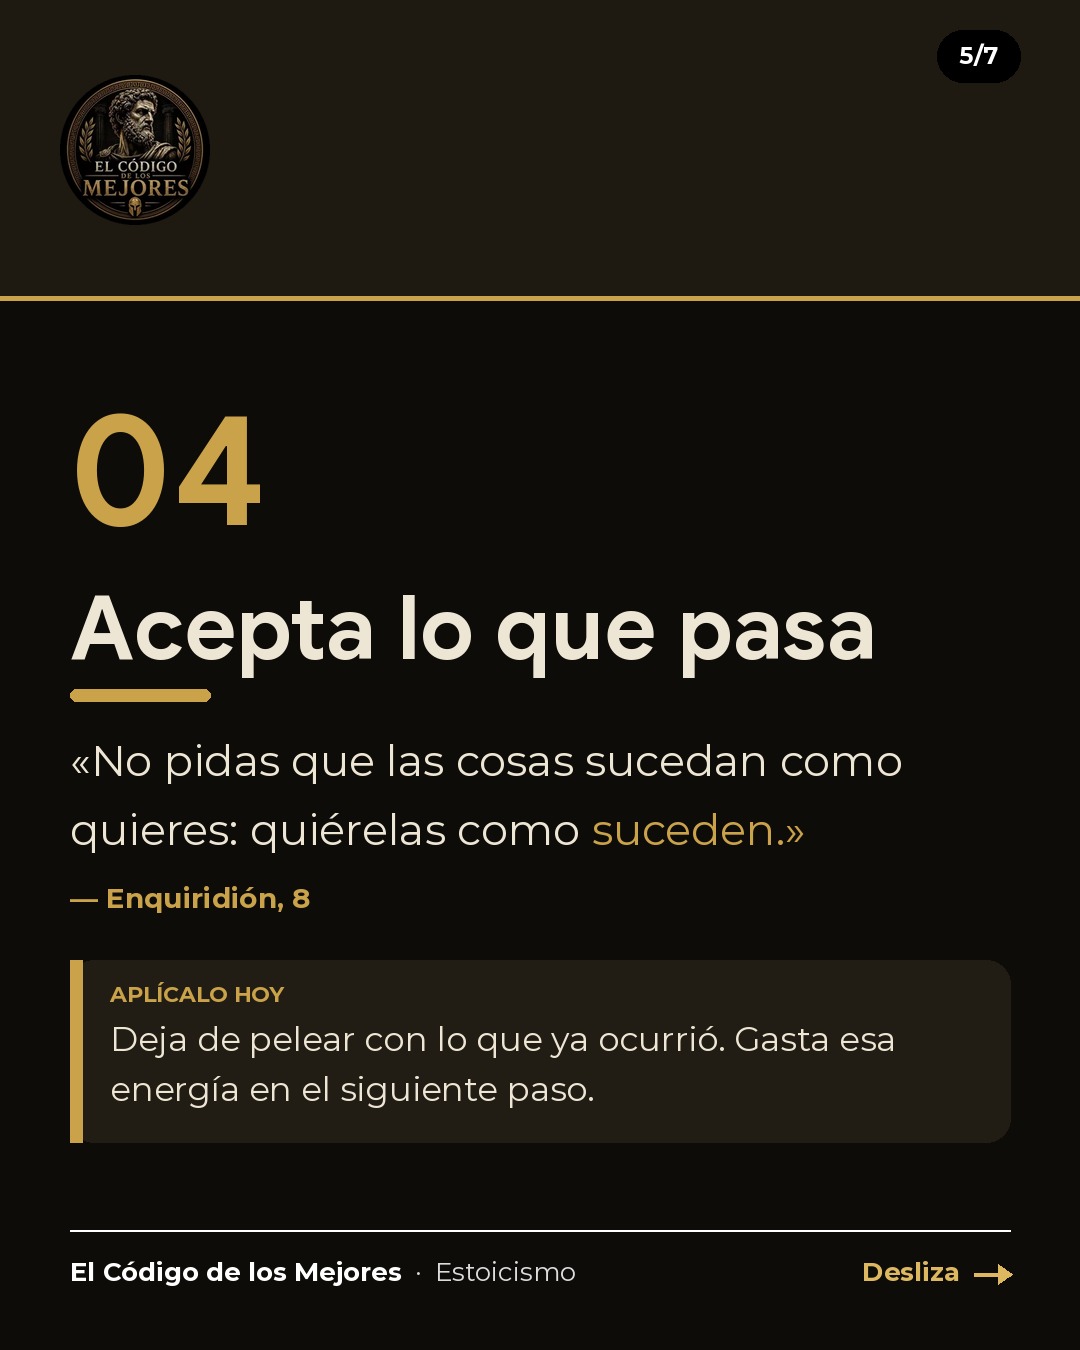 5/7
EL CÓDIGO
DE LOS
MEJORES
04
Acepta lo que pasa
«No pidas que las cosas sucedan como
quieres: quiérelas como suceden.»
— Enquiridión, 8
APLÍCALO HOY
Deja de pelear con lo que ya ocurrió. Gasta esa
energía en el siguiente paso.
El Código de los Mejores · Estoicismo
Desliza →